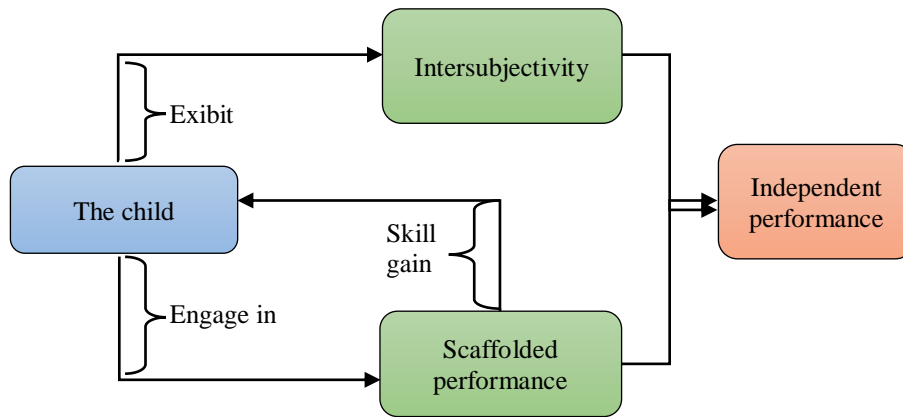 Intersubjectivity
Exibit
The child
Independent
performance
Skill
gain
Engage in
Scaffolded
performance